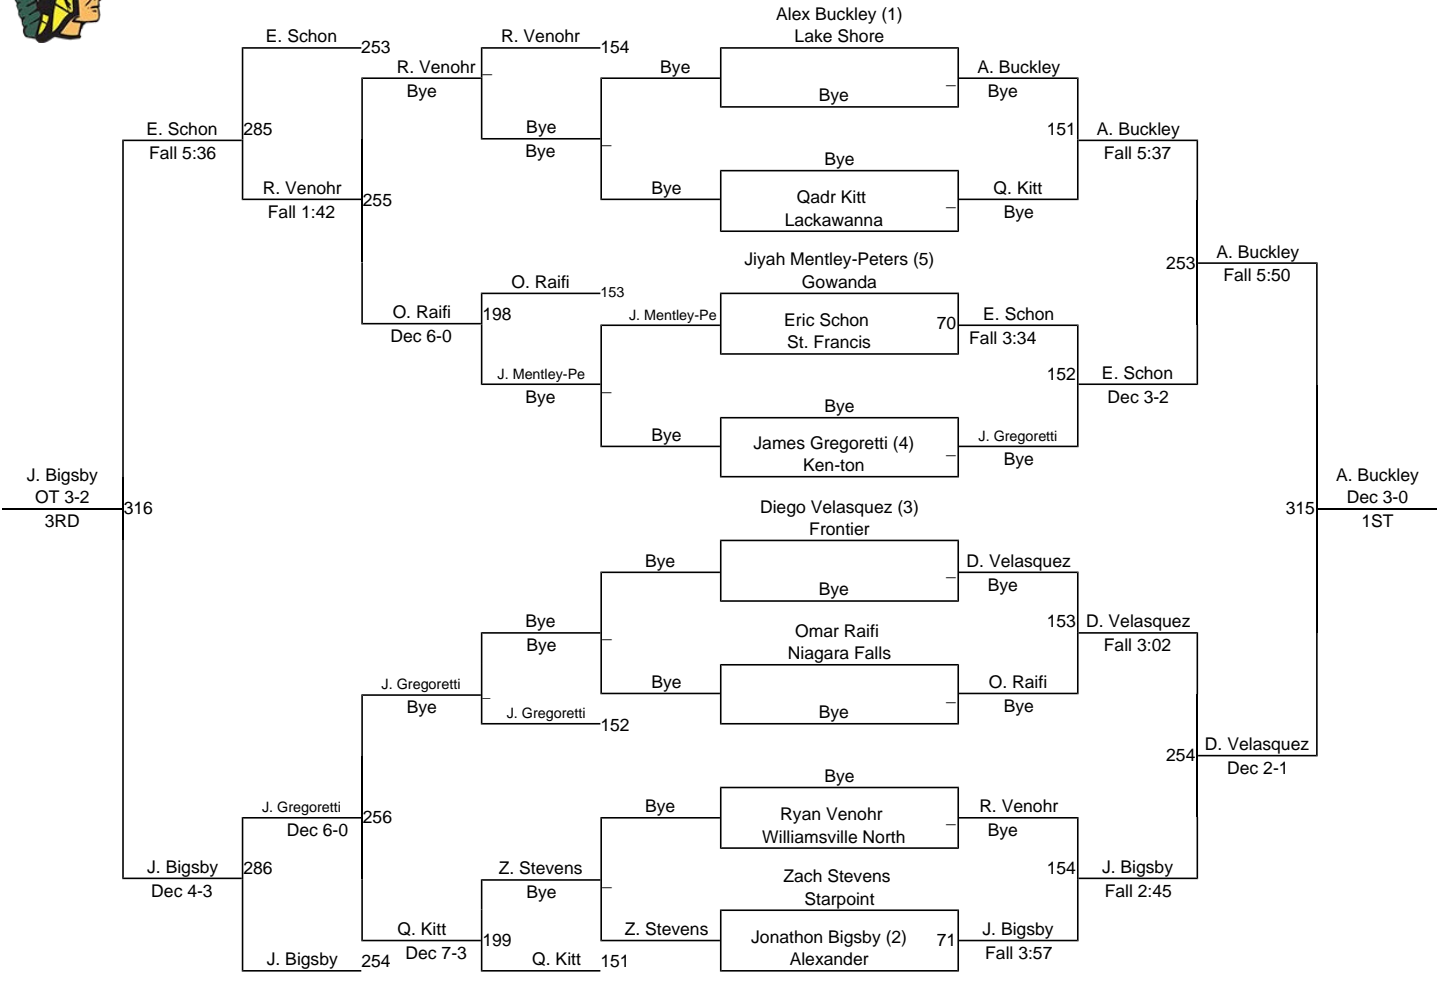 Alex Buckley (1)
E. Schon
R. Venohr
Lake Shore
253
154
R. Venohr
Bye
A. Buckley
Bye
Bye
Bye
Bye
E. Schon
285
151
A. Buckley
Fall 5:36
Bye
Fall 5:37
Bye
R. Venohr
Bye
Qadr Kitt
Q. Kitt
Fall 1:42
255
Lackawanna
Bye
Jiyah Mentley-Peters (5)
A. Buckley
253
O. Raifi
Gowanda
Fall 5:50
153
O. Raifi
198
J. Mentley-Pe
Eric Schon
70
E. Schon
Dec 6-0
St. Francis
Fall 3:34
J. Mentley-Pe
152
E. Schon
Bye
Bye
Dec 3-2
Bye
James Gregoretti (4)
J. Gregoretti
Ken-ton
Bye
J. Bigsby
A. Buckley
OT 3-2
Dec 3-0
316
Diego Velasquez (3)
315
3RD
Frontier
1ST
Bye
D. Velasquez
Bye
Bye
Bye
Omar Raifi
153
D. Velasquez
Bye
Niagara Falls
Fall 3:02
J. Gregoretti
Bye
O. Raifi
Bye
J. Gregoretti
Bye
Bye
152
254
D. Velasquez
Bye
Dec 2-1
J. Gregoretti
Bye
Ryan Venohr
R. Venohr
Dec 6-0
256
Williamsville North
Bye
J. Bigsby
286
Z. Stevens
Zach Stevens
154
J. Bigsby
Dec 4-3
Bye
Starpoint
Fall 2:45
Q. Kitt
199
Z. Stevens
Jonathon Bigsby (2)
71
J. Bigsby
Dec 7-3
Alexander
Fall 3:57
J. Bigsby
254
Q. Kitt
151